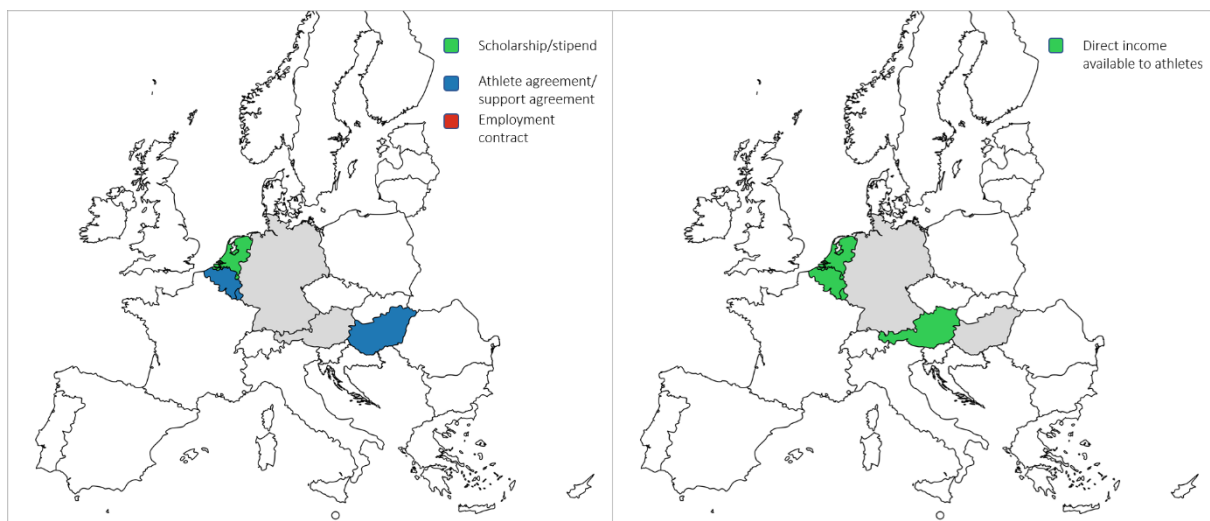 Scholarship/stipend
Athlete agreement/
support agreement
Employment
contract
Direct income
available to athletes